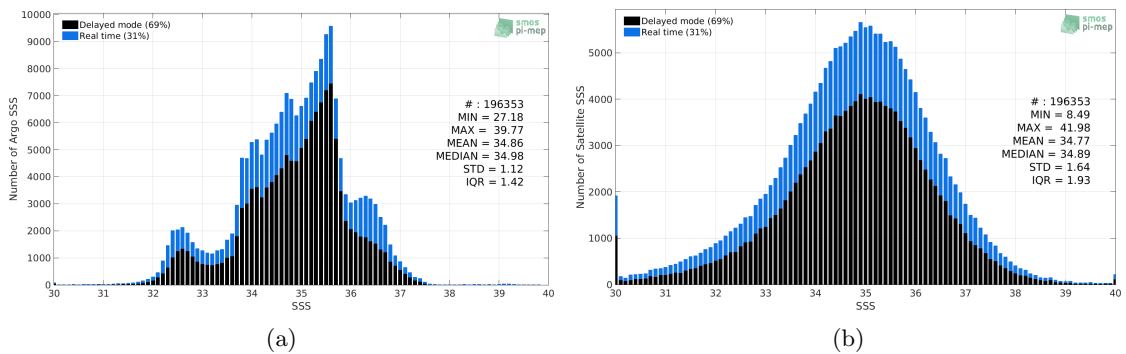 Delayed mode (69%)
Real time (31%)
smos
pi-mep
10000
9000
8000
7000
6000
5000
4000
3000
2000
1000
0
Number of Argo SSS
# : 196353
MIN = 27.18
MAX = 39.77
MEAN = 34.86
MEDIAN = 34.98
STD = 1.12
IQR = 1.42
30 31 32 33 34 35 36 37 38 39 40
SSS
(a)
Delayed mode (69%)
Real time (31%)
smos
pi-mep
5000
4000
3000
2000
1000
0
Number of Satellite SSS
# : 196353
MIN = 8.49
MAX = 41.98
MEAN = 34.77
MEDIAN = 34.89
STD = 1.64
IQR = 1.93
30 31 32 33 34 35 36 37 38 39 40
SSS
(b)